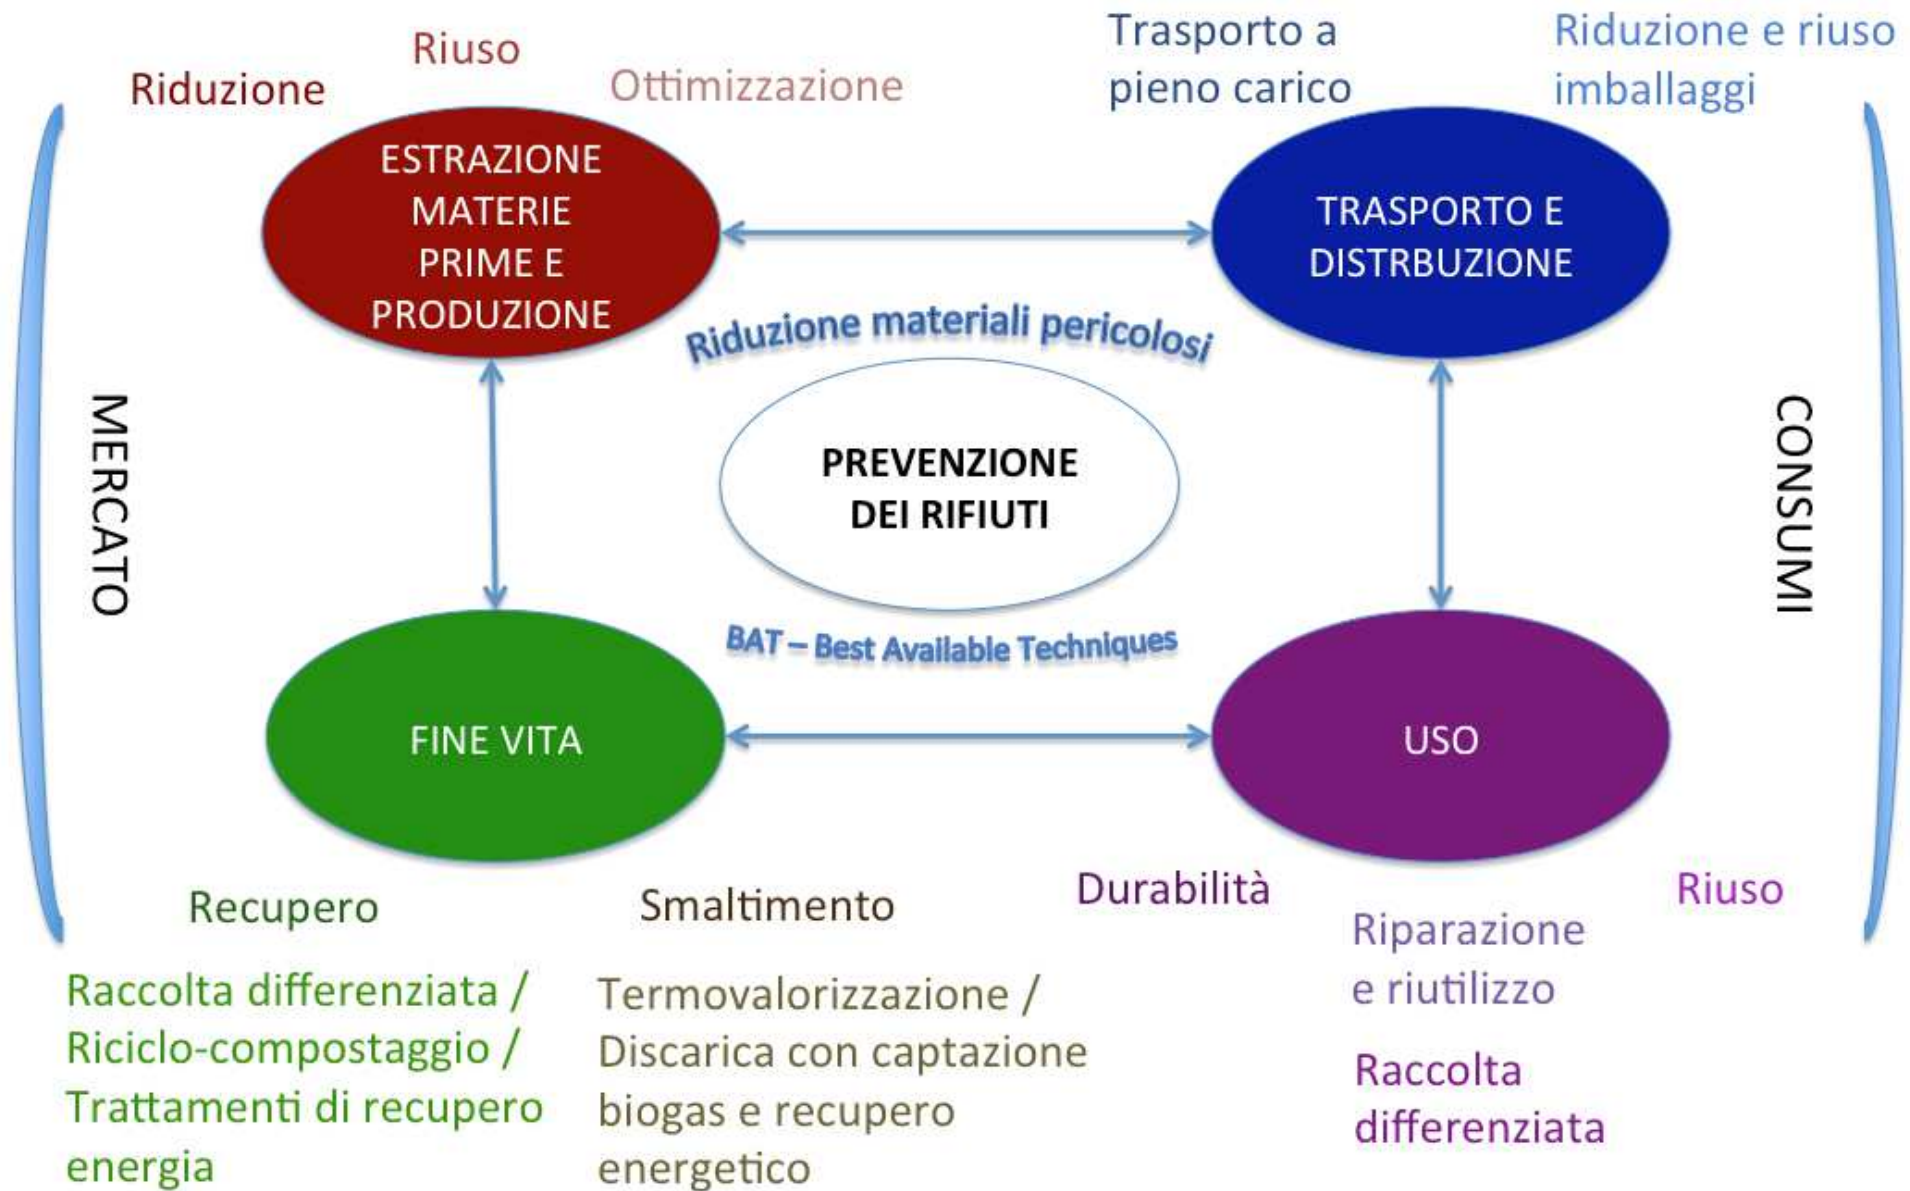 Riduzione
Riuso
Ottimizzazione
Trasporto a
pieno carico
Riduzione e riuso
imballaggi
ESTRAZIONE
MATERIE
PRIME E
PRODUZIONE
TRASPORTO E
DISTRBUZIONE
Riduzione materiali pericolosi
MERCATO
PREVENZIONE
DEI RIFIUTI
CONSUMI
BAT – Best Available Techniques
FINE VITA
USO
Recupero
Raccolta differenziata /
Riciclo-compostaggio /
Trattamenti di recupero
energia
Smaltimento
Termovalorizzazione /
Discarica con captazione
biogas e recupero
energetico
Durabilità
Riparazione
e riutilizzo
Riuso
Raccolta
differenziata